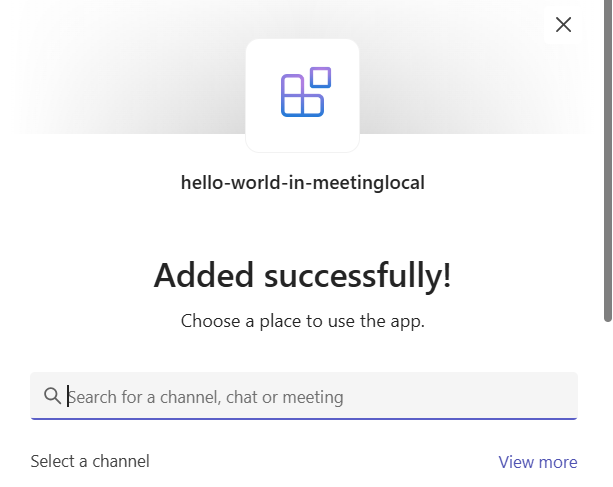 hello-world-in-meetinglocal
Added successfully!
Choose a place to use the app.
Search for a channel, chat or meeting
Select a channel
View more